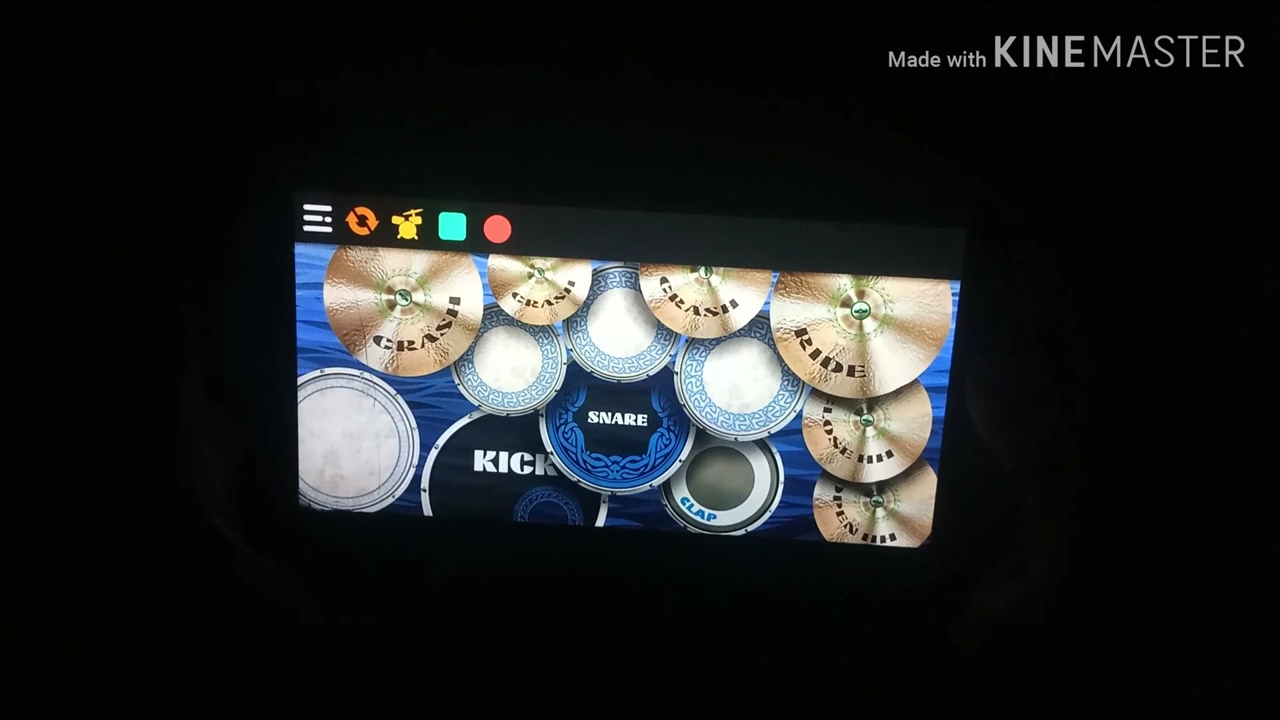 Made with KINEMASTER
CRASH
CRASH
CRASH
RIDE
SNARE
CLOSE HH
KICK
CLAP
OPEN HH